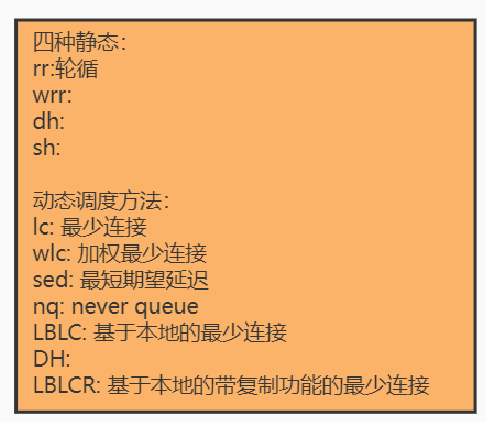 四种静态：
rr:轮循
wrr:
dh:
sh:
动态调度方法：
lc: 最少连接
wlc: 加权最少连接
sed: 最短期望延迟
nq: never queue
LBLC: 基于本地的最少连接
DH:
LBLCR: 基于本地的带复制功能的最少连接